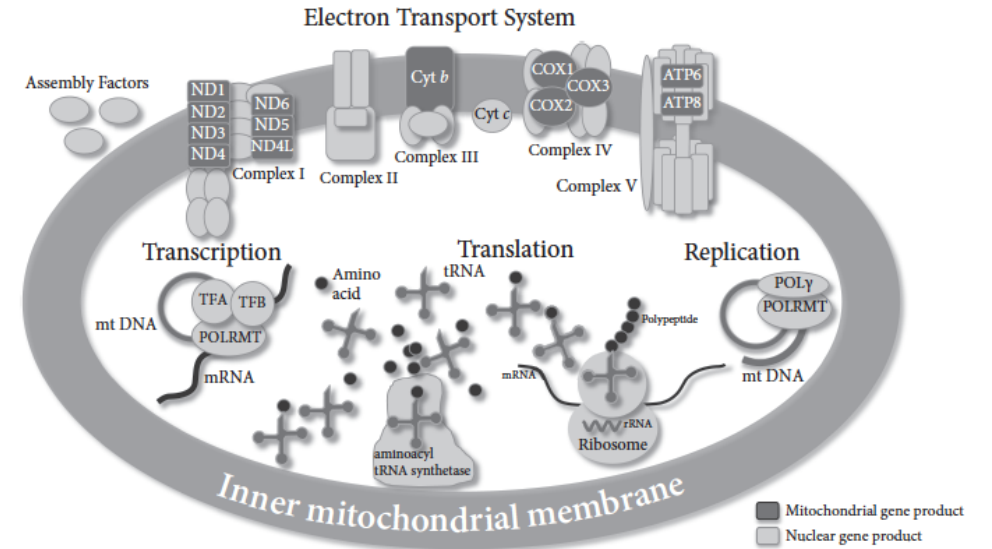 Electron Transport System
Assembly Factors
ND1
ND2
ND3
ND4
ND6
ND5
ND4L
Complex I
Complex II
Cyt b
Complex III
Cyt c
COX1
COX3
COX2
Complex IV
ATP6
ATP8
Complex V
Transcription
mt DNA
TFA
TFB
POLRMT
mRNA
Translation
Amino
acid
tRNA
Polypeptide
mRNA
rRNA
Ribosome
aminoacyl
tRNA synthetase
Replication
POLγ
POLRMT
mt DNA
Inner mitochondrial membrane
Mitochondrial gene product
Nuclear gene product